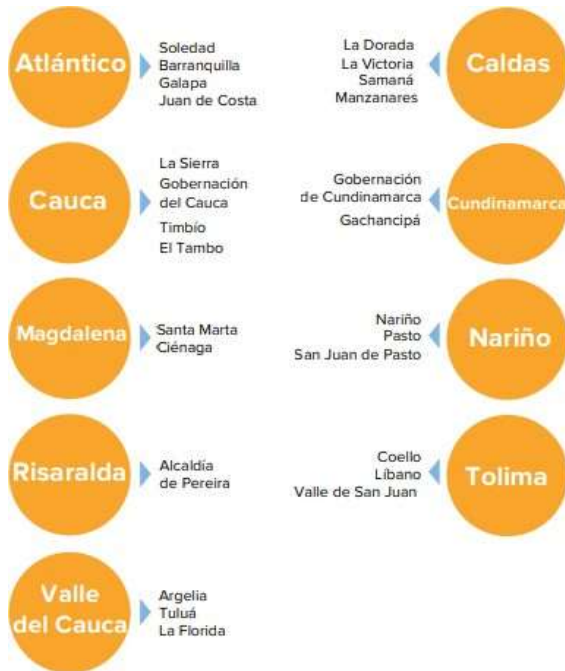 Atlántico
Soledad
Barranquilla
Galapa
Juan de Costa
Caldas
La Dorada
La Victoria
Samaná
Manzanares
Cauca
La Sierra
Gobernación
del Cauca
Timbío
El Tambo
Cundinamarca
Gobernación
de Cundinamarca
Gachancipá
Magdalena
Santa Marta
Ciénaga
Nariño
Nariño
Pasto
San Juan de Pasto
Risaralda
Alcaldía
de Pereira
Tolima
Coello
Líbano
Valle de San Juan
Valle
del Cauca
Argelia
Tuluá
La Florida